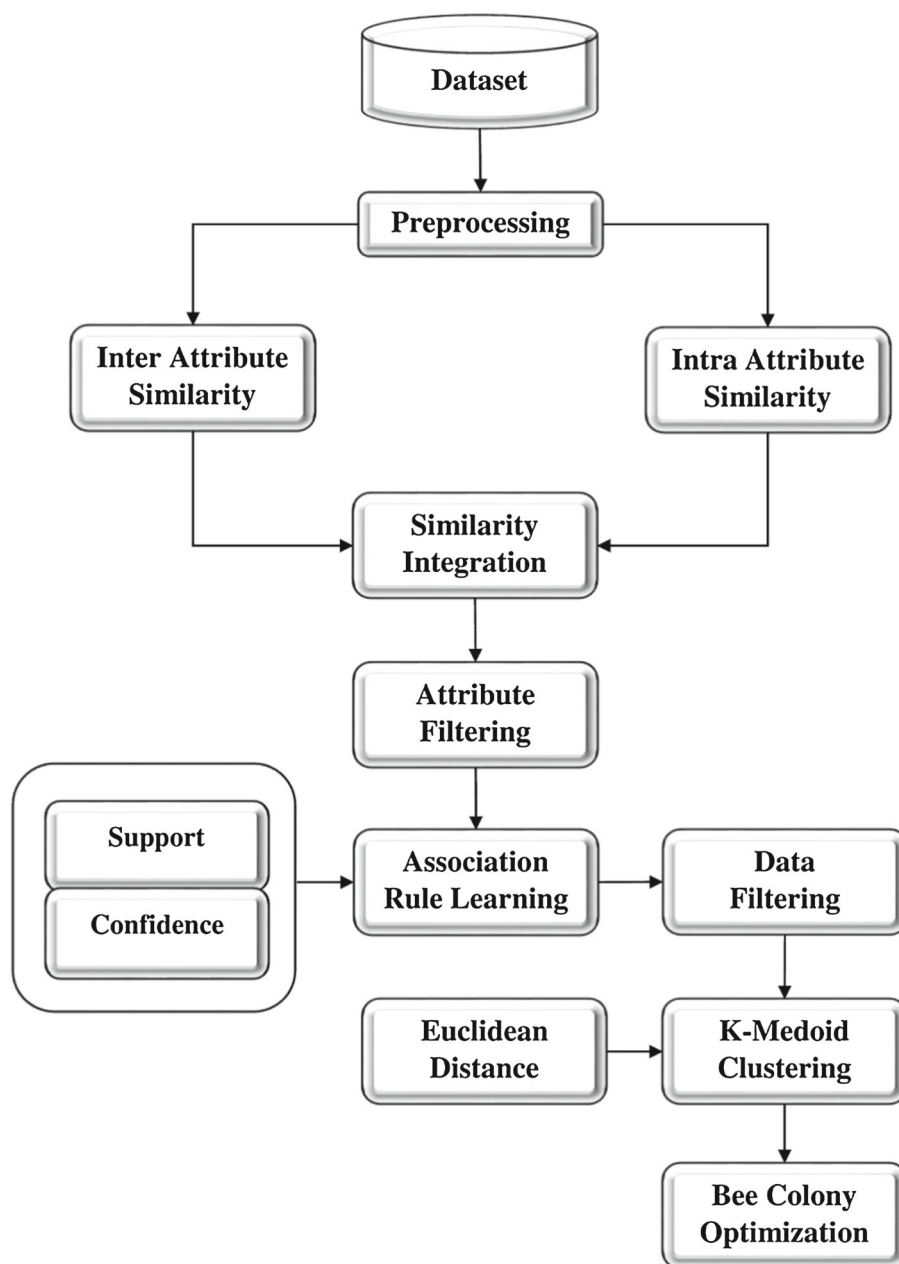 Dataset
Preprocessing
Inter Attribute
Similarity
Intra Attribute
Similarity
Similarity
Integration
Attribute
Filtering
Support
Confidence
Association
Rule Learning
Data
Filtering
Euclidean
Distance
K-Medoid
Clustering
Bee Colony
Optimization